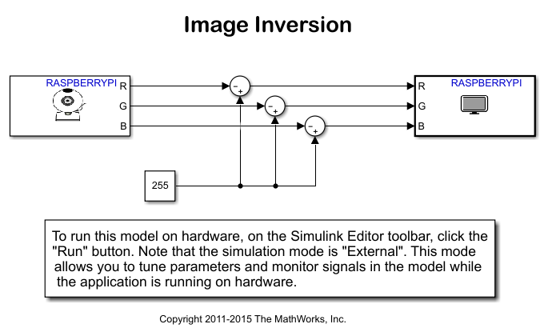 Image Inversion
RASPBERRYPI
R
G
B
RASPBERRYPI
R
G
B
- +
- +
- +
255
To run this model on hardware, on the Simulink Editor toolbar, click the
"Run" button. Note that the simulation mode is "External". This mode
allows you to tune parameters and monitor signals in the model while
the application is running on hardware.
Copyright 2011-2015 The MathWorks, Inc.